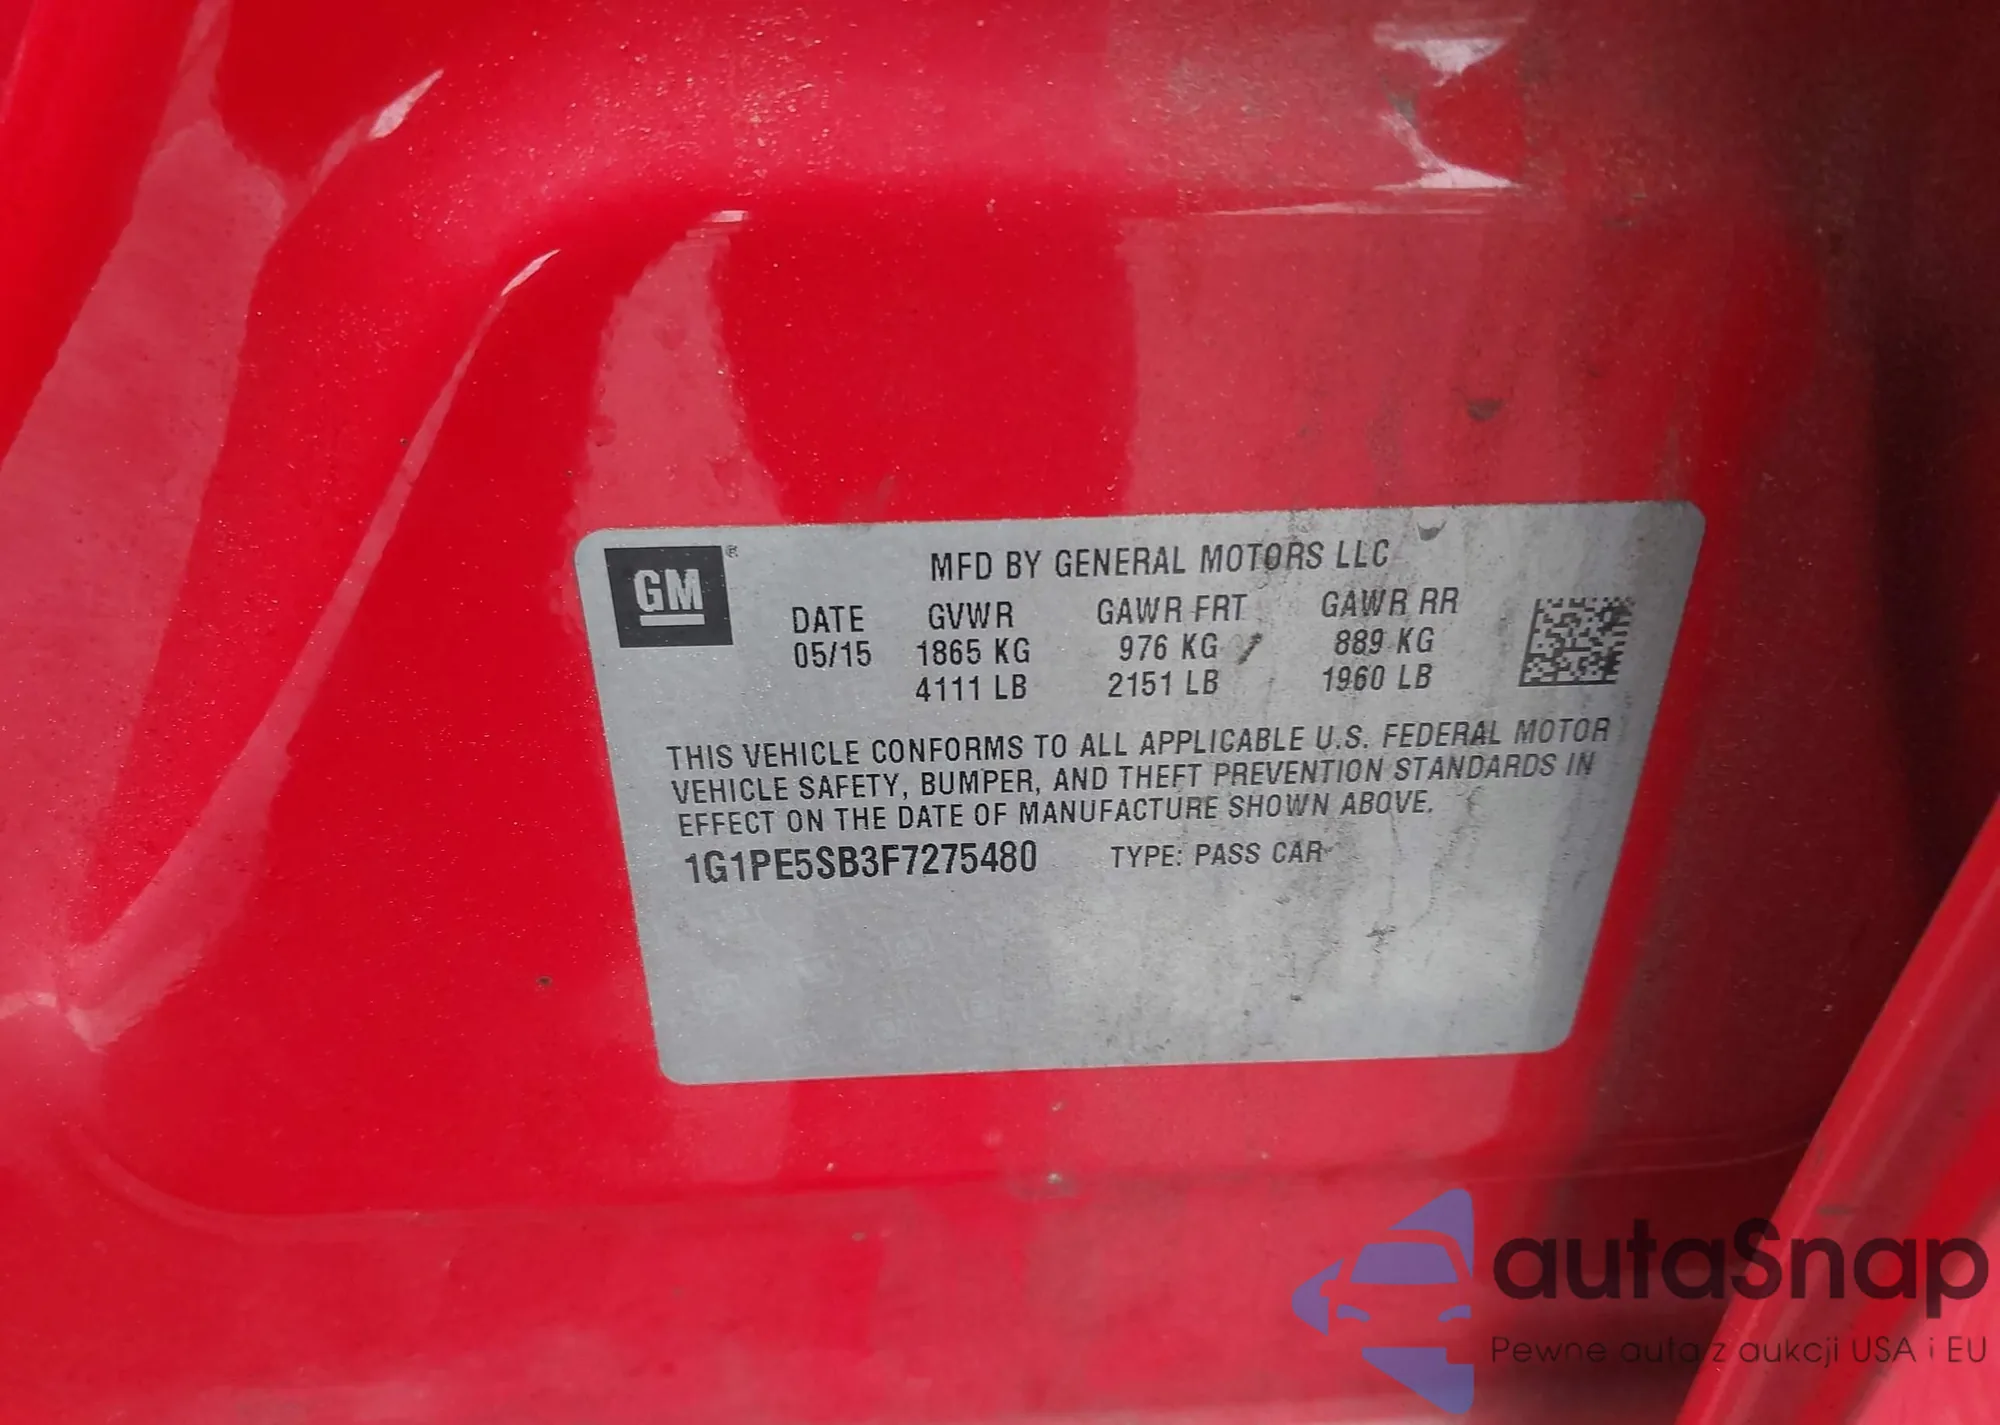 GM®
MFD BY GENERAL MOTORS LLC
DATE GVWR GAWR FRT GAWR RR
05/15 1865 KG 976 KG 889 KG
4111 LB 2151 LB 1960 LB
THIS VEHICLE CONFORMS TO ALL APPLICABLE U.S. FEDERAL MOTOR
VEHICLE SAFETY, BUMPER, AND THEFT PREVENTION STANDARDS IN
EFFECT ON THE DATE OF MANUFACTURE SHOWN ABOVE.
1G1PE5SB3F7275480 TYPE: PASS CAR
autaSnap
Pewne auta z aukcji USA i EU